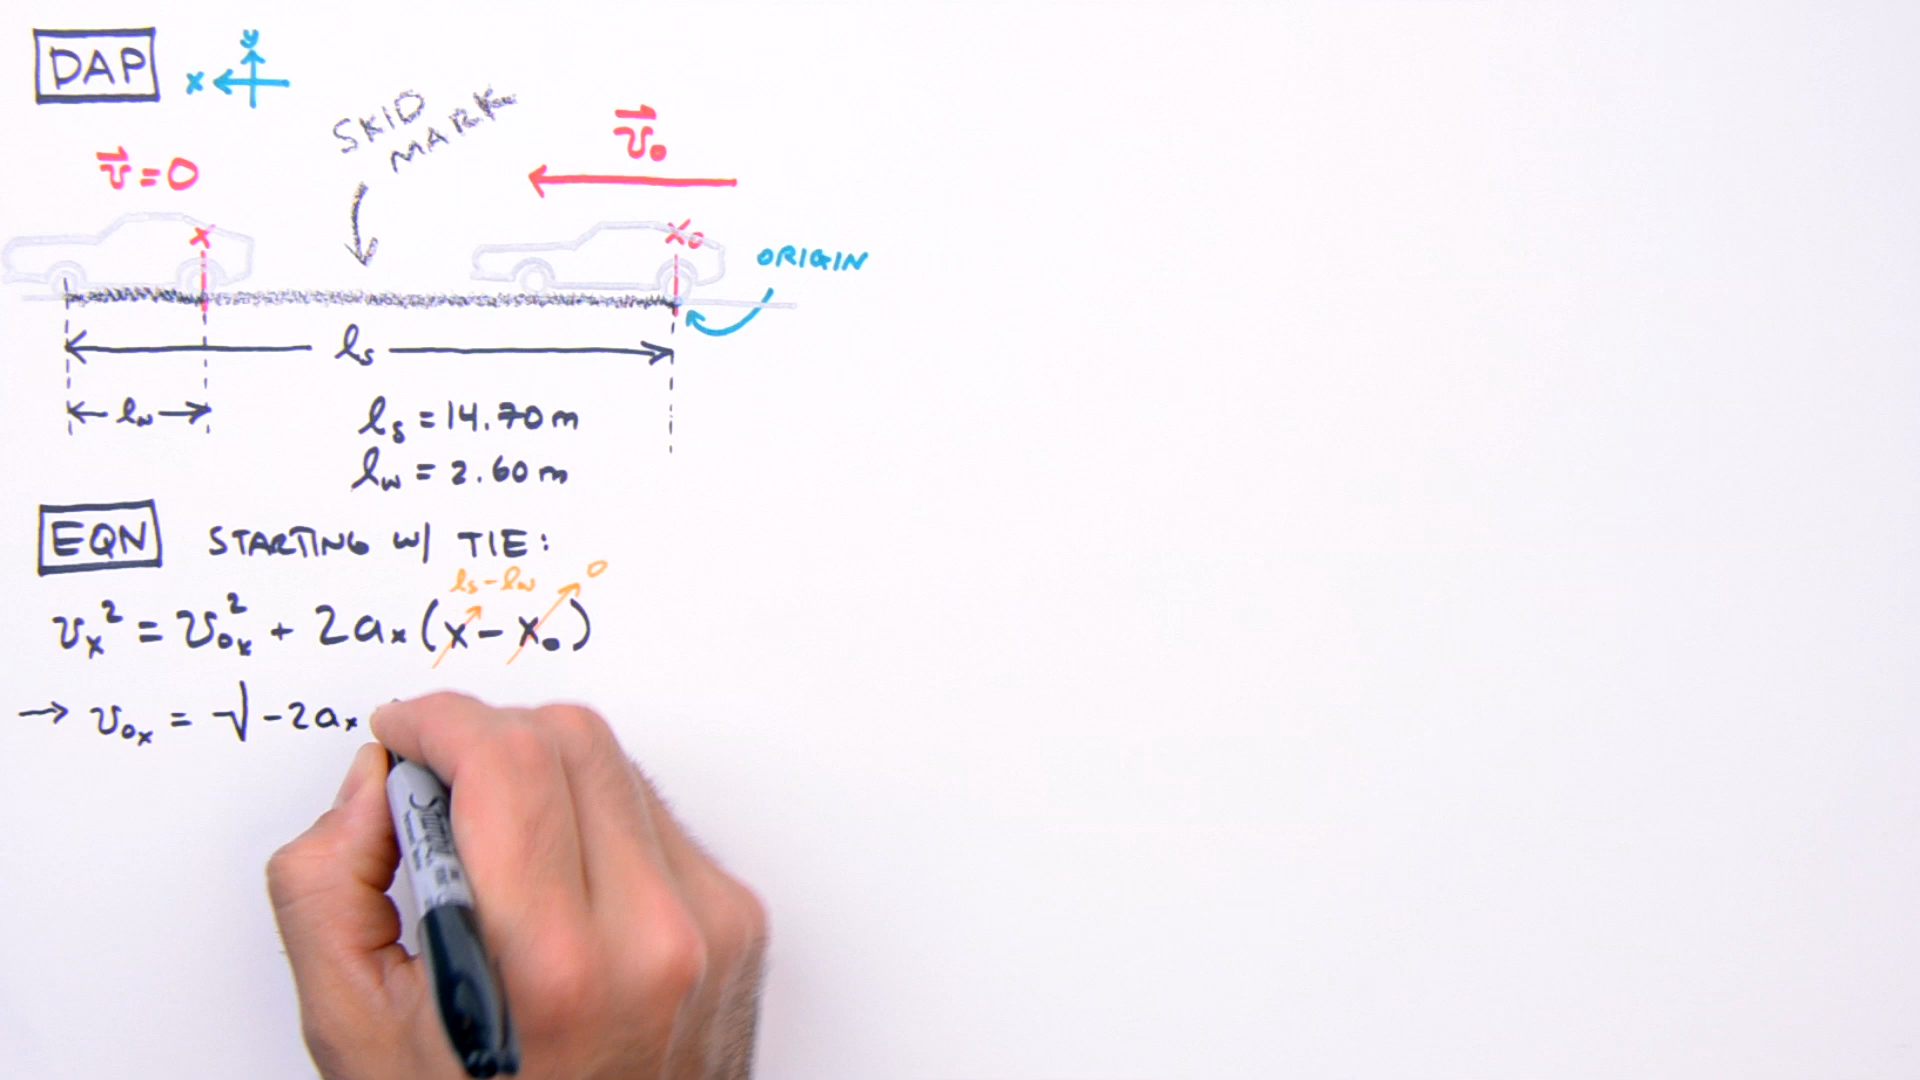 DAP
y
x
SKID
MARK
v⃗ = 0
v⃗₀
x
x₀
ORIGIN
ls
lw
ls = 14.70 m
lw = 2.60 m
EQN STARTING W/ TIE:
ls - lw 0
vx² = v0x² + 2ax (x - x₀)
→ v0x = √ -2ax
Sharpie